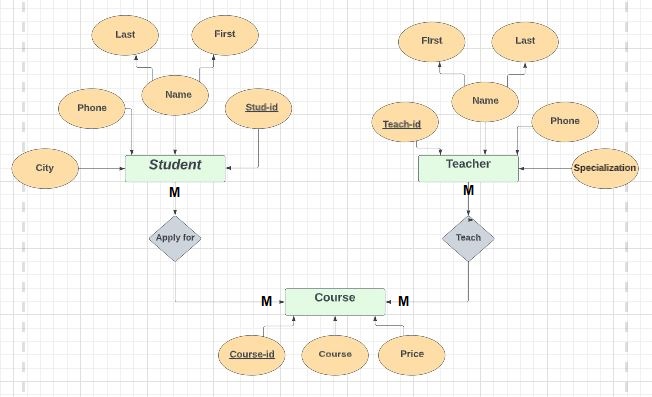 Last
First
FIrst
Last
Name
Name
Phone
Stud-id
Teach-id
Phone
City
Student
Teacher
Specialization
M
M
Apply for
Teach
M
Course
M
Course-id
Course
Price